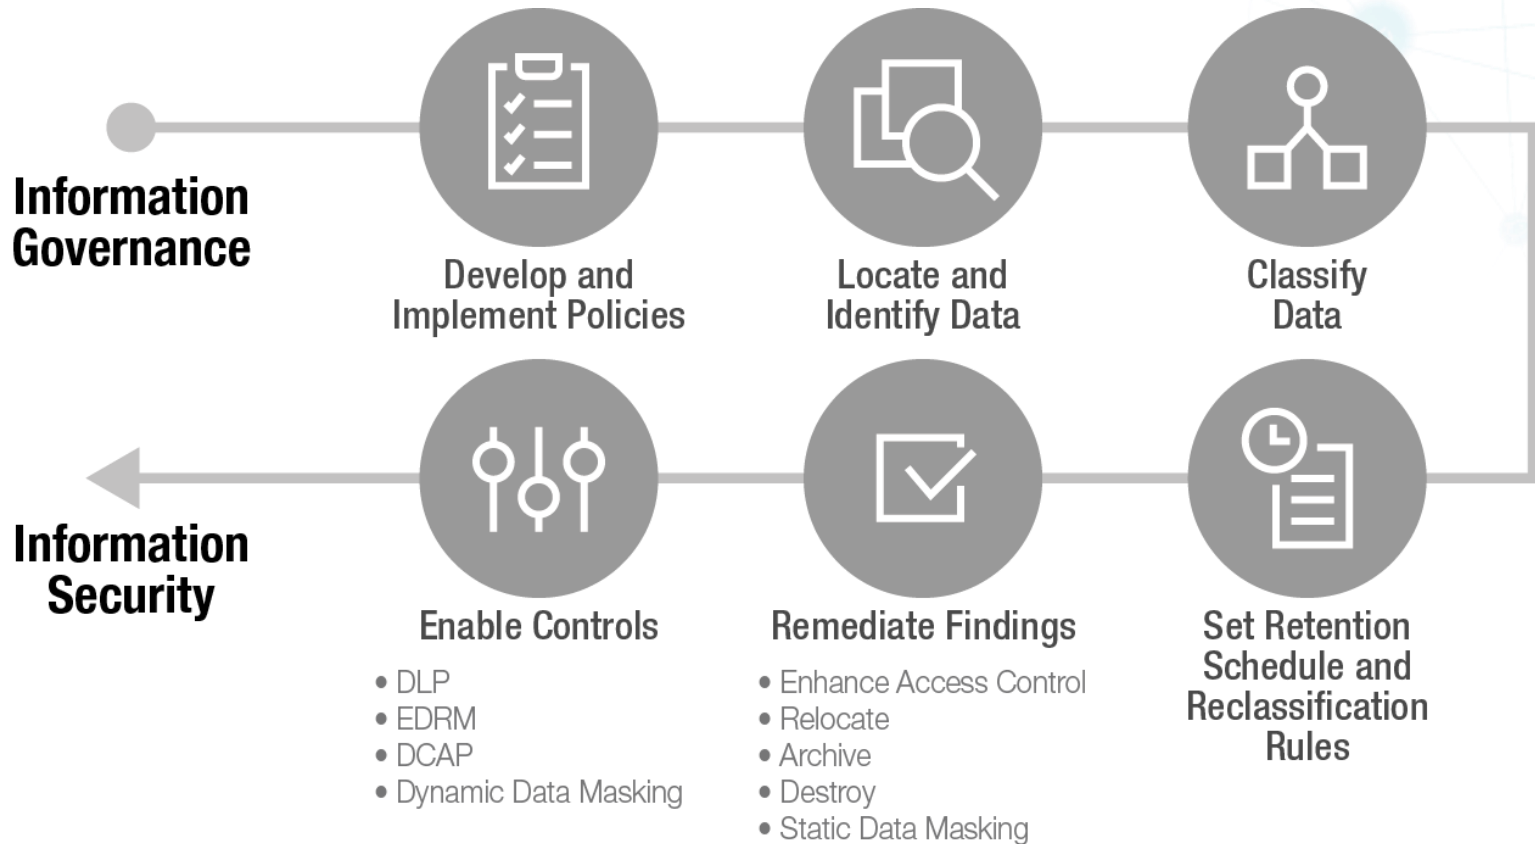 Information
Governance
Develop and
Implement Policies
Locate and
Identify Data
Classify
Data
Information
Security
Enable Controls
• DLP
• EDRM
• DCAP
• Dynamic Data Masking
Remediate Findings
• Enhance Access Control
• Relocate
• Archive
• Destroy
• Static Data Masking
Set Retention
Schedule and
Reclassification
Rules